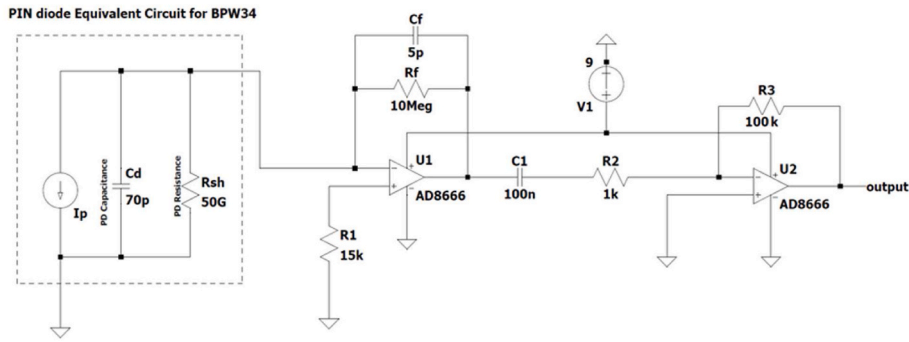 PIN diode Equivalent Circuit for BPW34
Cf
5p
Rf
10Meg
9
V1
R3
100k
U1
AD8666
C1
100n
R2
1k
U2
AD8666
output
Ip
PD Capacitance
Cd
70p
PD Resistance
Rsh
50G
R1
15k